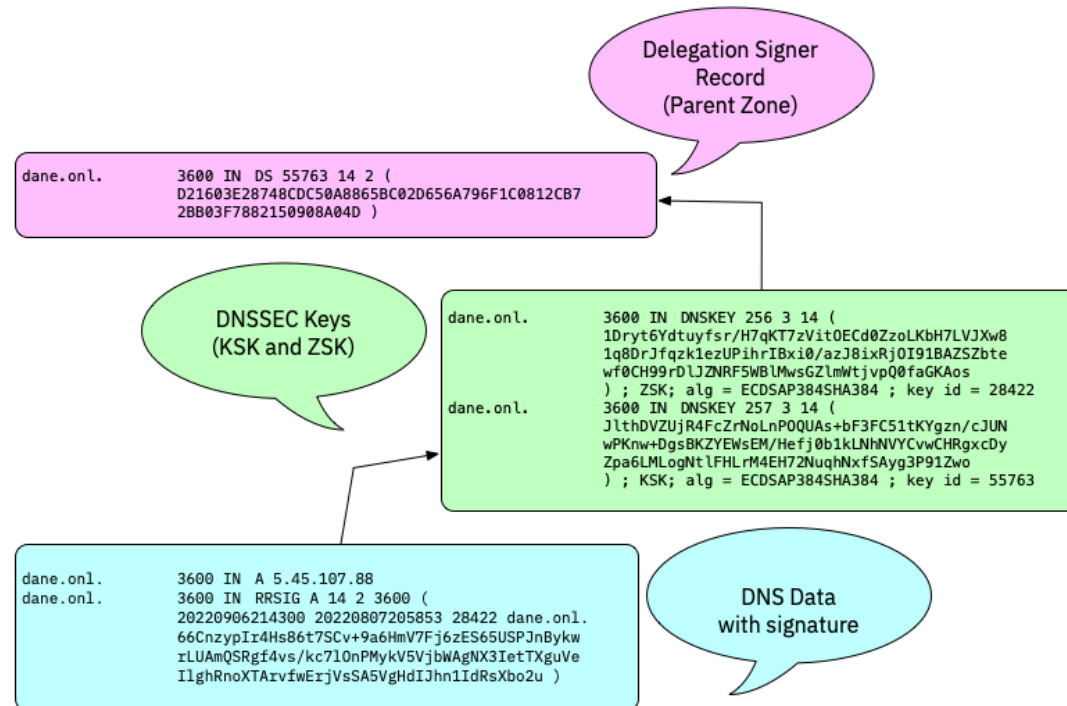 Delegation Signer
Record
(Parent Zone)
dane.onl. 3600 IN DS 55763 14 2 (
D21603E28748CDC50A8865BC02D656A796F1C0812CB7
2BB03F7882150908A04D )
DNSSEC Keys
(KSK and ZSK)
dane.onl. 3600 IN DNSKEY 256 3 14 (
1Dryt6Ydtuyfsr/H7qKT7zVitOECd0ZzoLKbH7LVJXw8
1q8DrJfqzk1ezUPihrIBxi0/azJ8ixRjOI91BAZSZbte
wf0CH99rDlJZNRF5WBlMwsGZlmWtjvpQ0faGKAos
) ; ZSK; alg = ECDSAP384SHA384 ; key id = 28422
dane.onl. 3600 IN DNSKEY 257 3 14 (
JlthDVZUjR4FcZrNoLnPOQUAs+bF3FC51tKYgzn/cJUN
wPKnw+DgsBKZYEWsEM/Hefj0b1kLNhNVYCvwCHRgxcDy
Zpa6LMLogNtlFHLrM4EH72NuqhNxfSAyg3P91Zwo
) ; KSK; alg = ECDSAP384SHA384 ; key id = 55763
dane.onl. 3600 IN A 5.45.107.88
dane.onl. 3600 IN RRSIG A 14 2 3600 (
20220906214300 20220807205853 28422 dane.onl.
66CnzypIr4Hs86t7SCv+9a6HmV7Fj6zES65USPJnBykw
rLUAmQSRgf4vs/kc7lOnPMykV5VjbWAgNX3IetTXguVe
IlghRnoXTArvfwErjVsSA5VgHdIJhn1IdRsXbo2u )
DNS Data
with signature